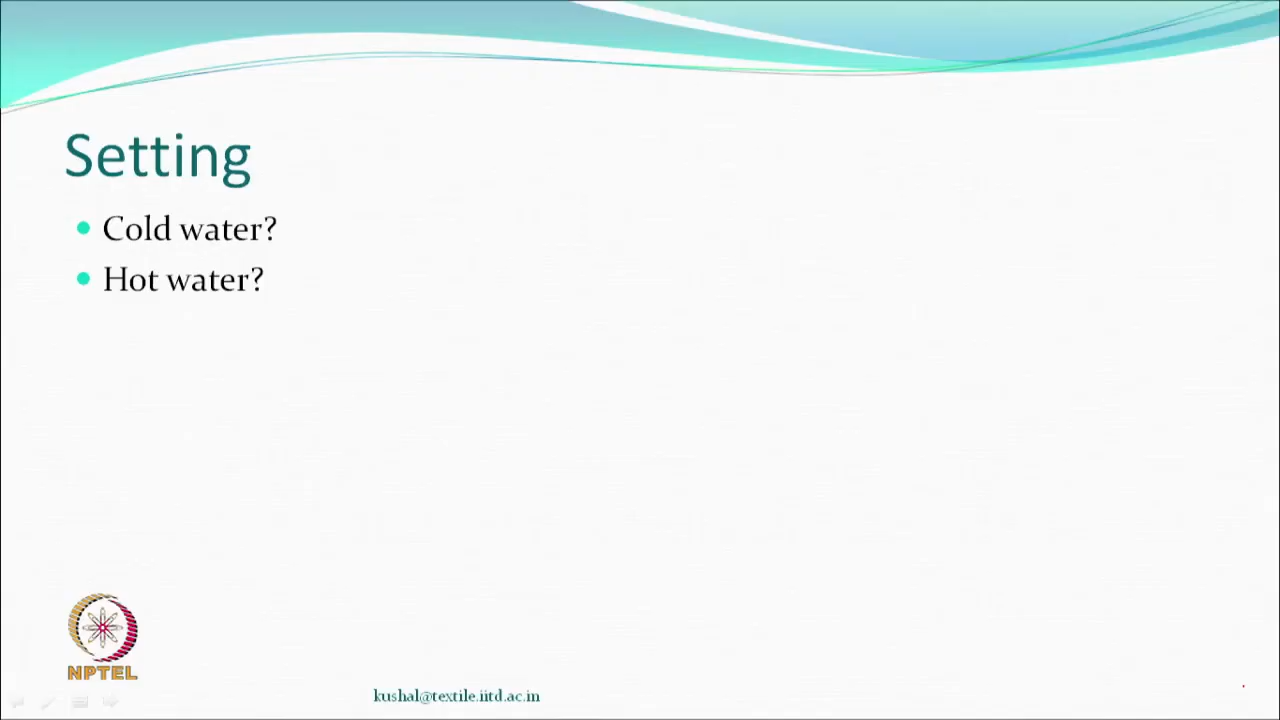 Setting
Cold water?
Hot water?
NPTEL
kushal@textile.iitd.ac.in